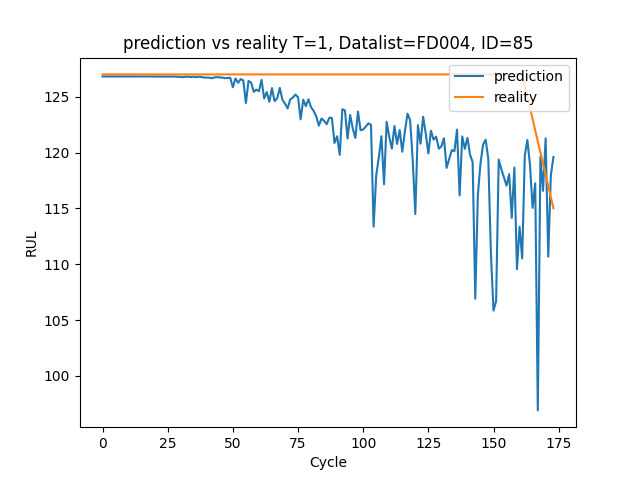 prediction vs reality T=1, Datalist=FD004, ID=85
prediction
reality
RUL
125
120
115
110
105
100
0 25 50 75 100 125 150 175
Cycle